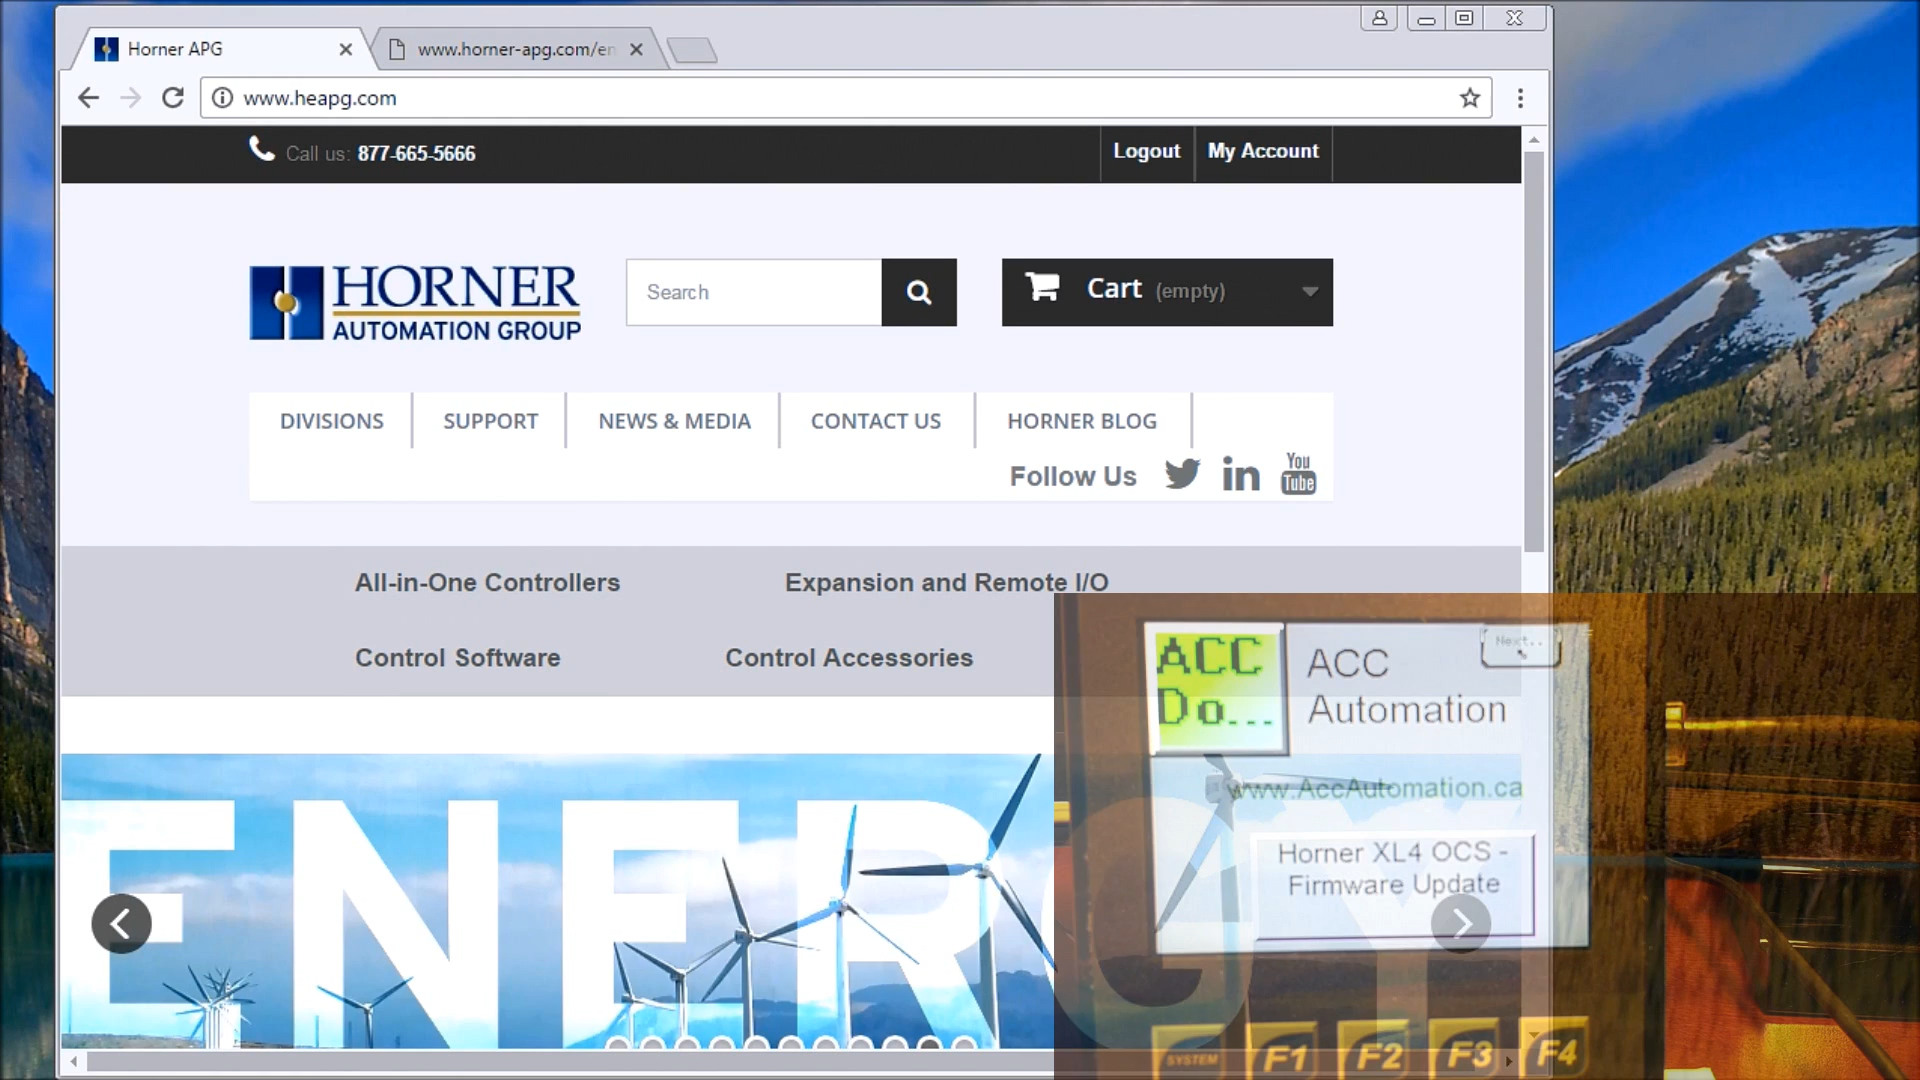 Horner APG
www.horner-apg.com/en
www.heapg.com
Call us: 877-665-5666
Logout
My Account
HORNER
AUTOMATION GROUP
Search
Cart (empty)
DIVISIONS
SUPPORT
NEWS & MEDIA
CONTACT US
HORNER BLOG
Follow Us
in
You
Tube
All-in-One Controllers
Expansion and Remote I/O
Control Software
Control Accessories
ENERGY
ACC
Do...
ACC
Automation
Next..
www.AccAutomation.ca
Horner XL4 OCS -
Firmware Update
SYSTEM
F1
F2
F3
F4